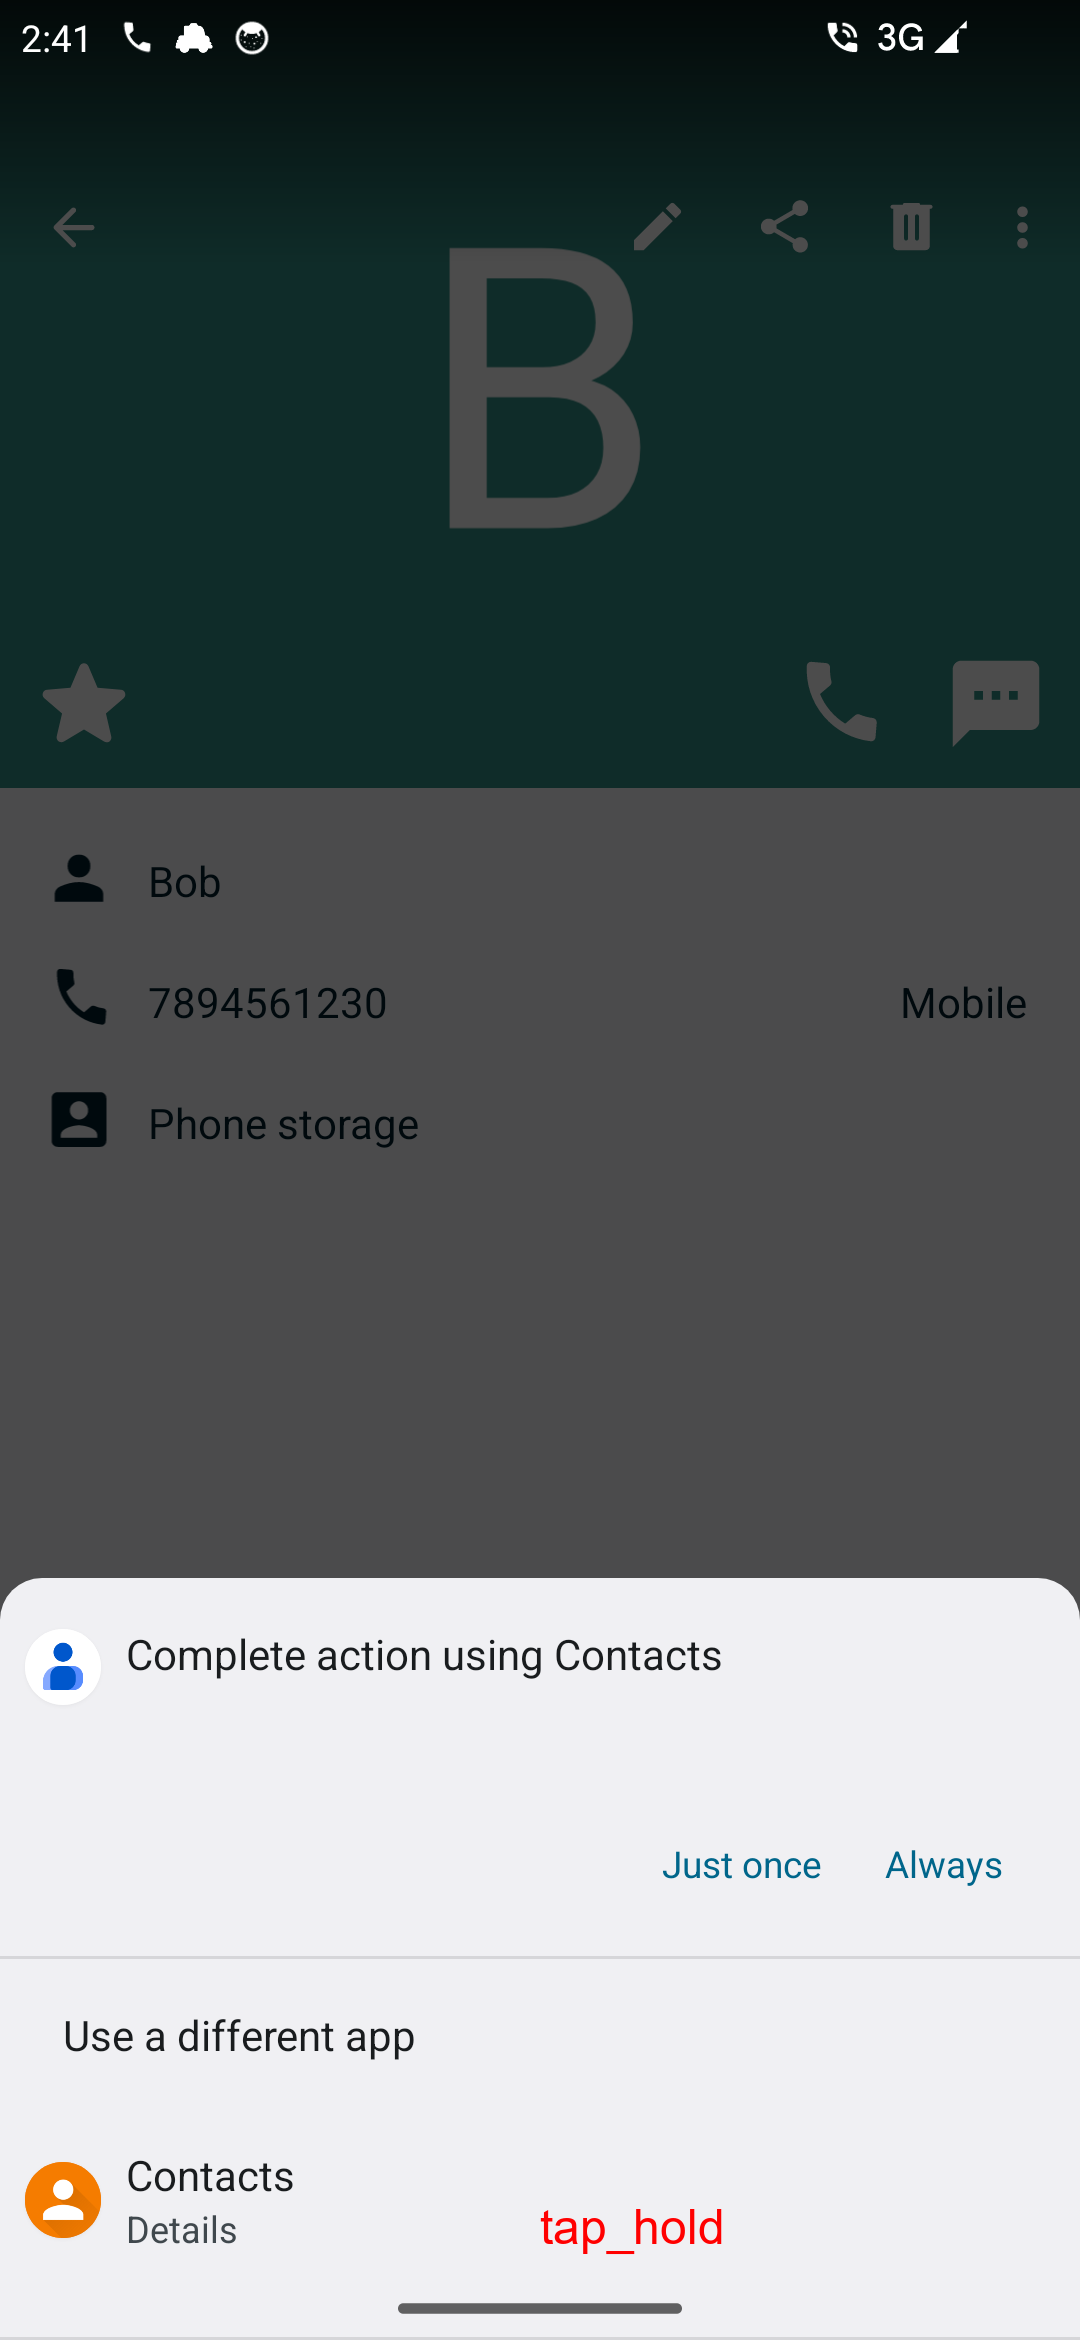 2:41
3G
B
Bob
7894561230
Mobile
Phone storage
Complete action using Contacts
Just once
Always
Use a different app
Contacts
Details
tap_hold